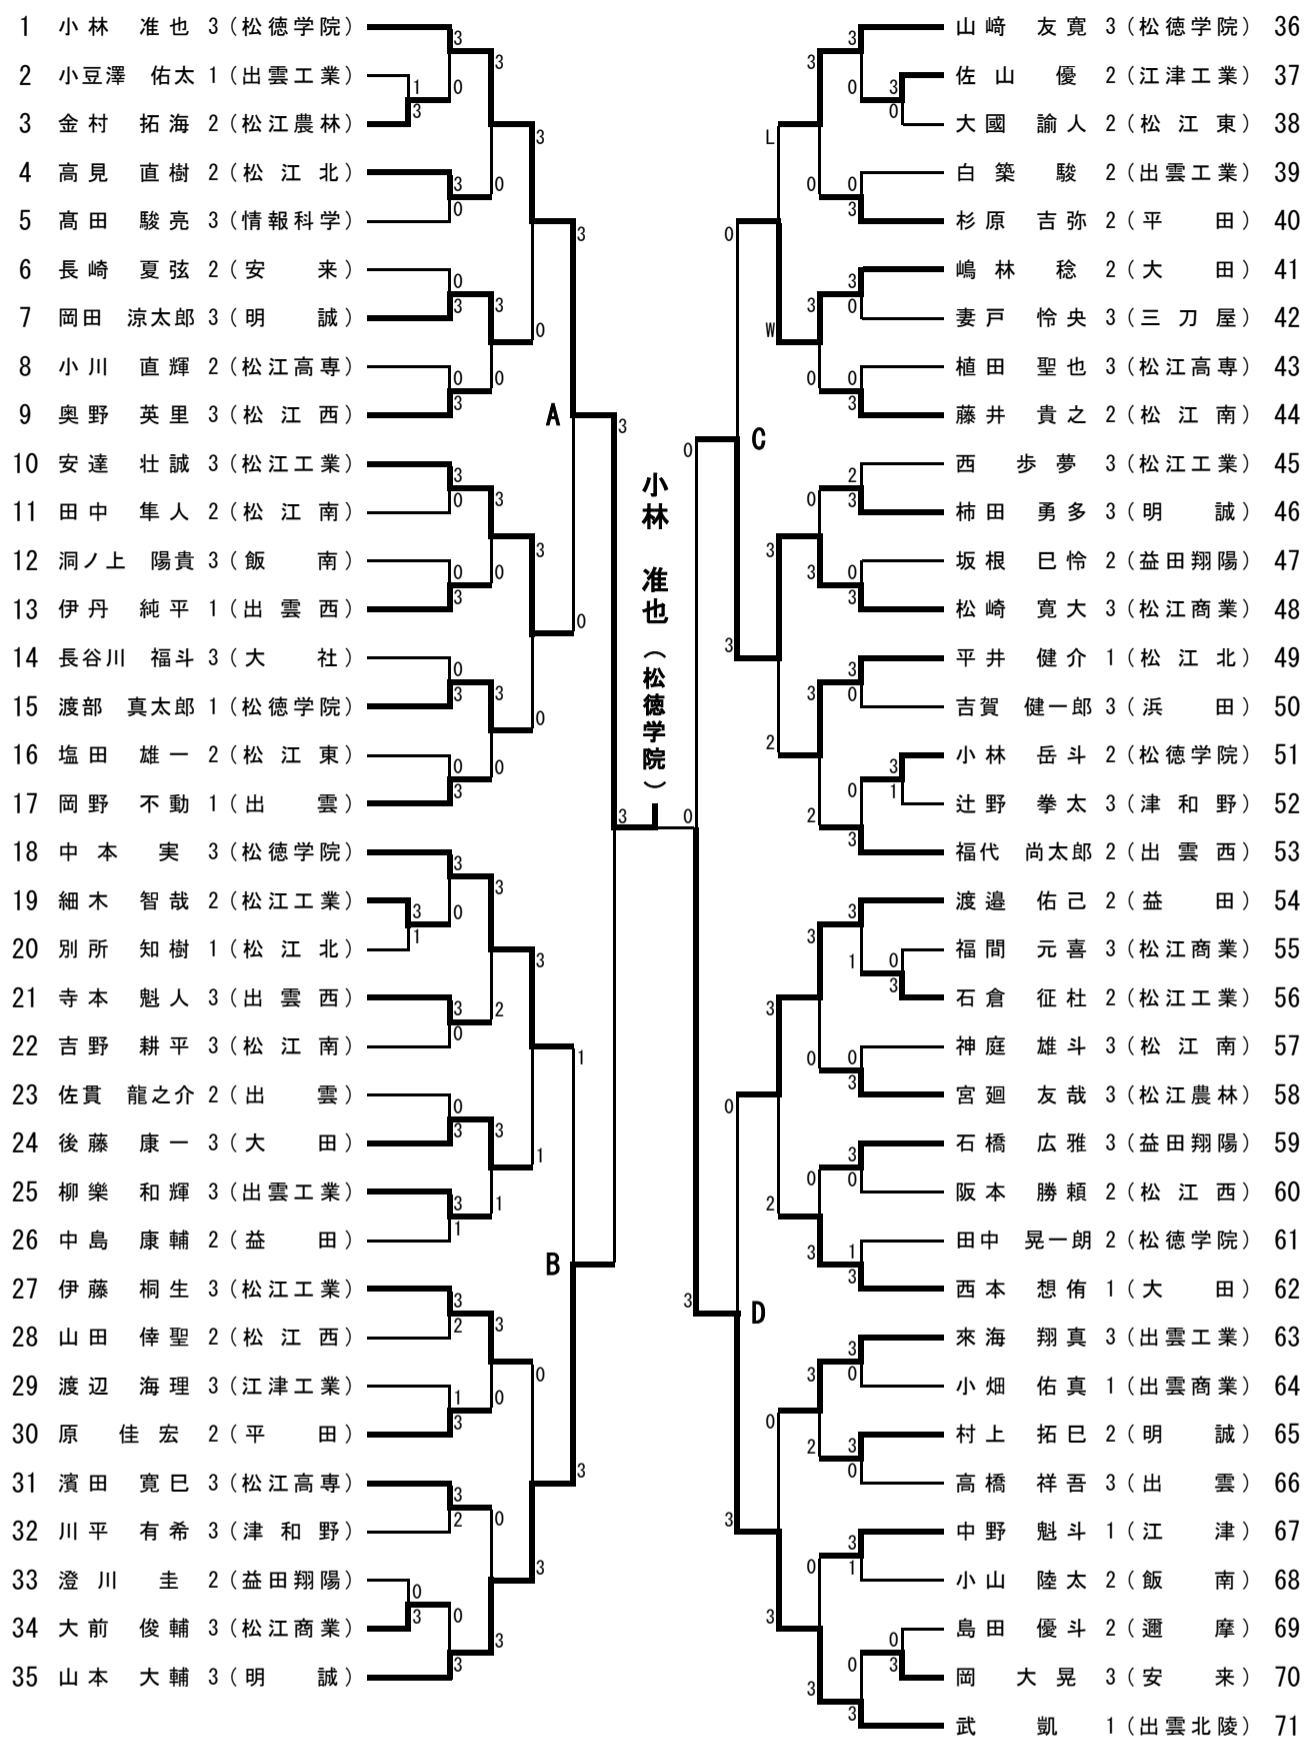 1 小林 准也 3 (松徳学院)
2 小豆澤 佑太 1 (出雲工業)
3 金村 拓海 2 (松江農林)
4 高見 直樹 2 (松江北)
5 髙田 駿亮 3 (情報科学)
6 長崎 夏弦 2 (安来)
7 岡田 涼太郎 3 (明誠)
8 小川 直輝 2 (松江高専)
9 奥野 英里 3 (松江西)
10 安達 壮誠 3 (松江工業)
11 田中 隼人 2 (松江南)
12 洞ノ上 陽貴 3 (飯南)
13 伊丹 純平 1 (出雲西)
14 長谷川 福斗 3 (大社)
15 渡部 真太郎 1 (松徳学院)
16 塩田 雄一 2 (松江東)
17 岡野 不動 1 (出雲)
18 中本 実 3 (松徳学院)
19 細木 智哉 2 (松江工業)
20 別所 知樹 1 (松江北)
21 寺本 魁人 3 (出雲西)
22 吉野 耕平 3 (松江南)
23 佐貫 龍之介 2 (出雲)
24 後藤 康一 3 (大田)
25 柳樂 和輝 3 (出雲工業)
26 中島 康輔 2 (益田)
27 伊藤 桐生 3 (松江工業)
28 山田 倖聖 2 (松江西)
29 渡辺 海理 3 (江津工業)
30 原 佳宏 2 (平田)
31 濱田 寛巳 3 (松江高専)
32 川平 有希 3 (津和野)
33 澄川 圭 2 (益田翔陽)
34 大前 俊輔 3 (松江商業)
35 山本 大輔 3 (明誠)
A
B
小林 准也 (松徳学院)
C
D
山﨑 友寛 3 (松徳学院) 36
佐山 優 2 (江津工業) 37
大國 諭人 2 (松江東) 38
白築 駿 2 (出雲工業) 39
杉原 吉弥 2 (平田) 40
嶋林 稔 2 (大田) 41
妻戸 怜央 3 (三刀屋) 42
植田 聖也 3 (松江高専) 43
藤井 貴之 2 (松江南) 44
西 歩夢 3 (松江工業) 45
柿田 勇多 3 (明誠) 46
坂根 巳怜 2 (益田翔陽) 47
松崎 寛大 3 (松江商業) 48
平井 健介 1 (松江北) 49
吉賀 健一郎 3 (浜田) 50
小林 岳斗 2 (松徳学院) 51
辻野 拳太 3 (津和野) 52
福代 尚太郎 2 (出雲西) 53
渡邉 佑己 2 (益田) 54
福間 元喜 3 (松江商業) 55
石倉 征杜 2 (松江工業) 56
神庭 雄斗 3 (松江南) 57
宮廻 友哉 3 (松江農林) 58
石橋 広雅 3 (益田翔陽) 59
阪本 勝頼 2 (松江西) 60
田中 晃一朗 2 (松徳学院) 61
西本 想侑 1 (大田) 62
來海 翔真 3 (出雲工業) 63
小畑 佑真 1 (出雲商業) 64
村上 拓巳 2 (明誠) 65
高橋 祥吾 3 (出雲) 66
中野 魁斗 1 (江津) 67
小山 陸太 2 (飯南) 68
島田 優斗 2 (邇摩) 69
岡 大晃 3 (安来) 70
武 凱 1 (出雲北陵) 71